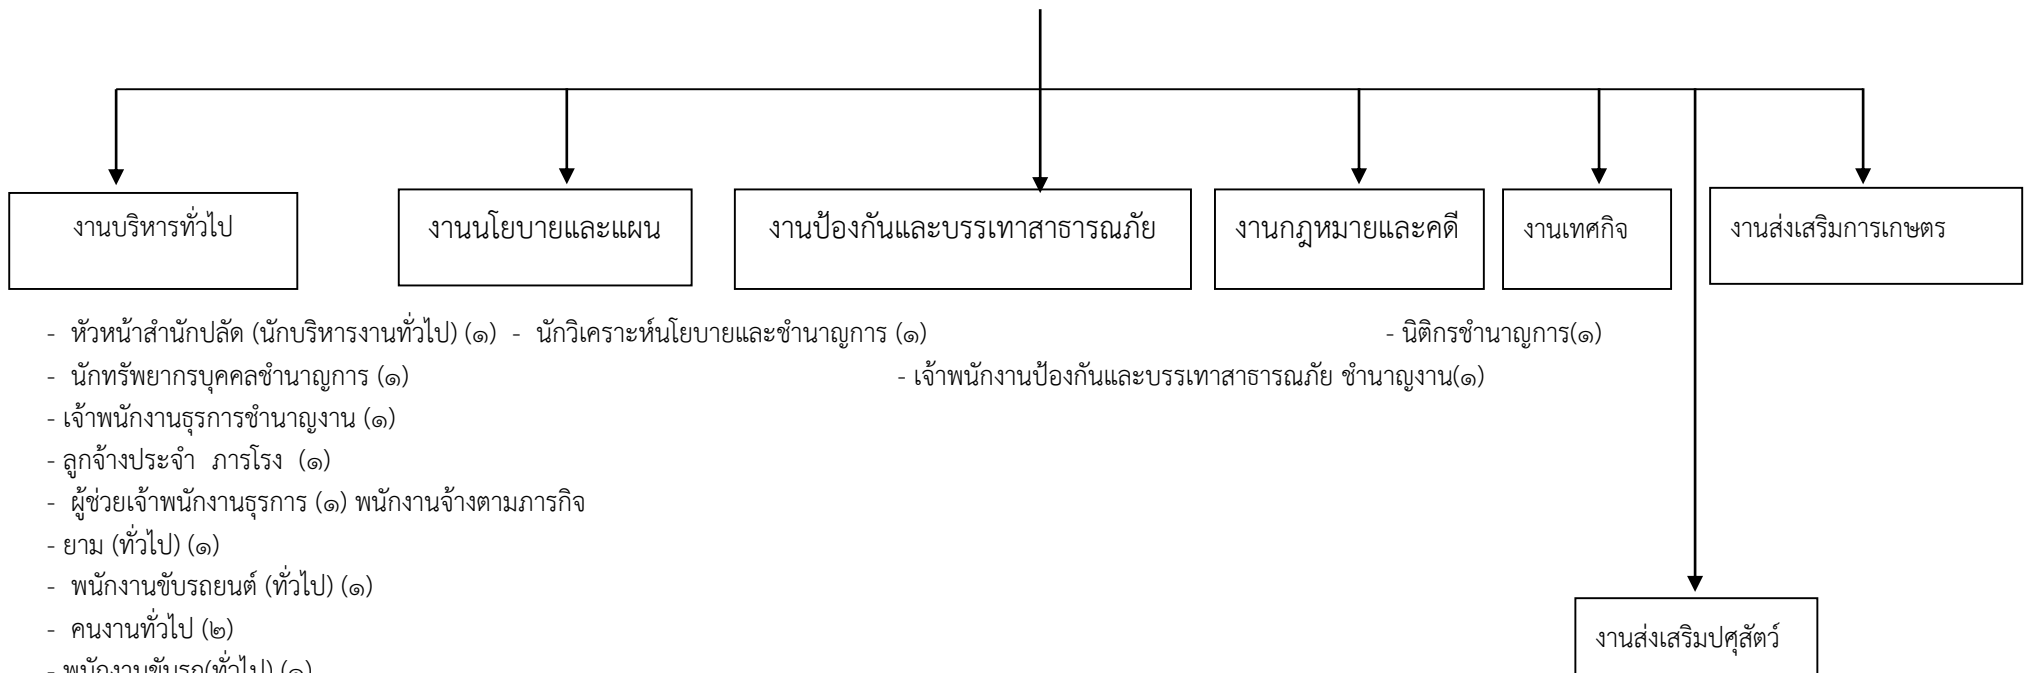 งานบริหารทั่วไป
งานนโยบายและแผน
งานป้องกันและบรรเทาสาธารณภัย
งานกฎหมายและคดี
งานเทศกิจ
งานส่งเสริมการเกษตร
- หัวหน้าสำนักปลัด (นักบริหารงานทั่วไป) (๑) - นักวิเคราะห์นโยบายและชำนาญการ (๑) - นิติกรชำนาญการ(๑)
- นักทรัพยากรบุคคลชำนาญการ (๑) - เจ้าพนักงานป้องกันและบรรเทาสาธารณภัย ชำนาญงาน(๑)
- เจ้าพนักงานธุรการชำนาญงาน (๑)
- ลูกจ้างประจำ ภารโรง (๑)
- ผู้ช่วยเจ้าพนักงานธุรการ (๑) พนักงานจ้างตามภารกิจ
- ยาม (ทั่วไป) (๑)
- พนักงานขับรถยนต์ (ทั่วไป) (๑)
- คนงานทั่วไป (๒)
งานส่งเสริมปศุสัตว์
- พนักงานขับรถ(ทั่วไป) (๑)